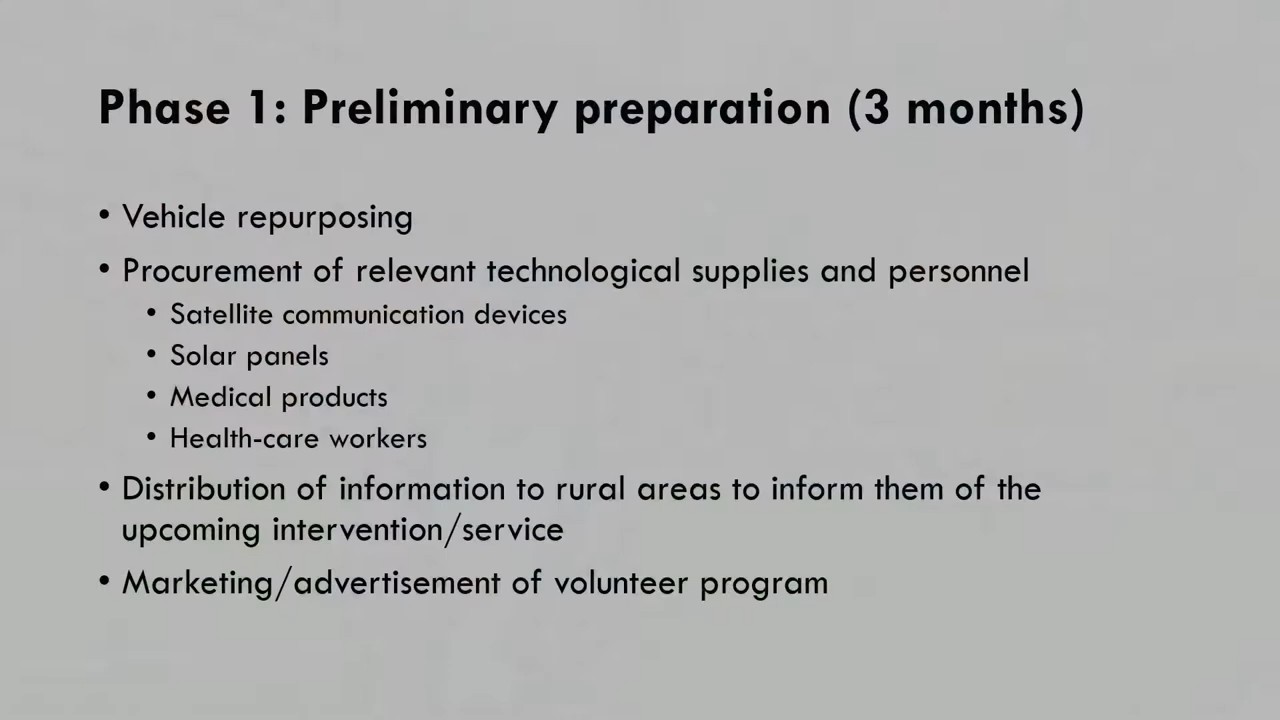 Phase 1: Preliminary preparation (3 months)
• Vehicle repurposing
• Procurement of relevant technological supplies and personnel
• Satellite communication devices
• Solar panels
• Medical products
• Health-care workers
• Distribution of information to rural areas to inform them of the
upcoming intervention/service
• Marketing/advertisement of volunteer program